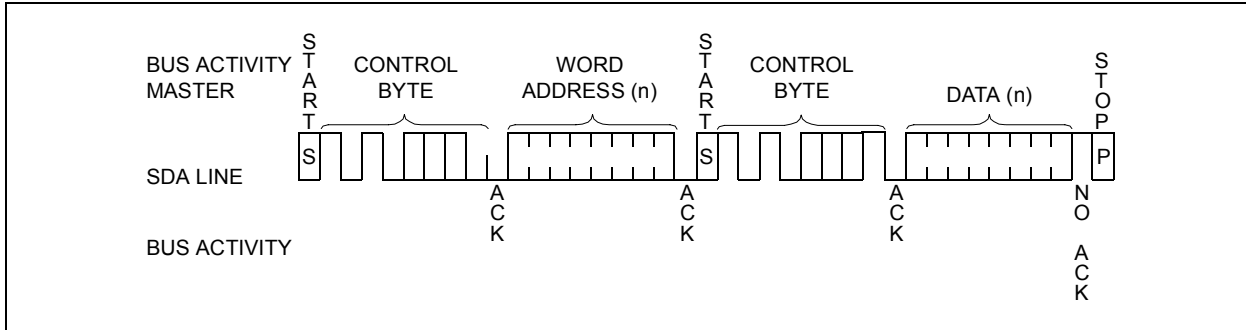 START
BUS ACTIVITY
MASTER
CONTROL
BYTE
WORD
ADDRESS (n)
START
CONTROL
BYTE
DATA (n)
STOP
S
S
P
SDA LINE
ACK
ACK
ACK
NO ACK
BUS ACTIVITY